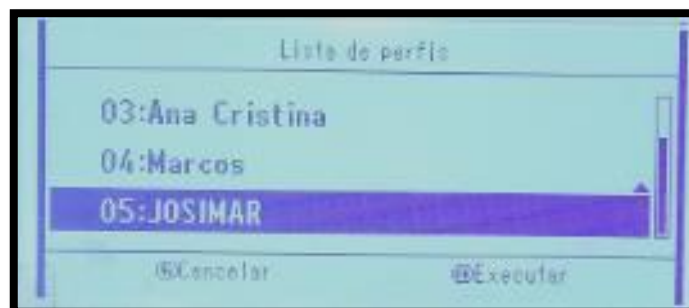 Lista de perfis
03:Ana Cristina
04:Marcos
05:JOSIMAR
Cancelar Executar